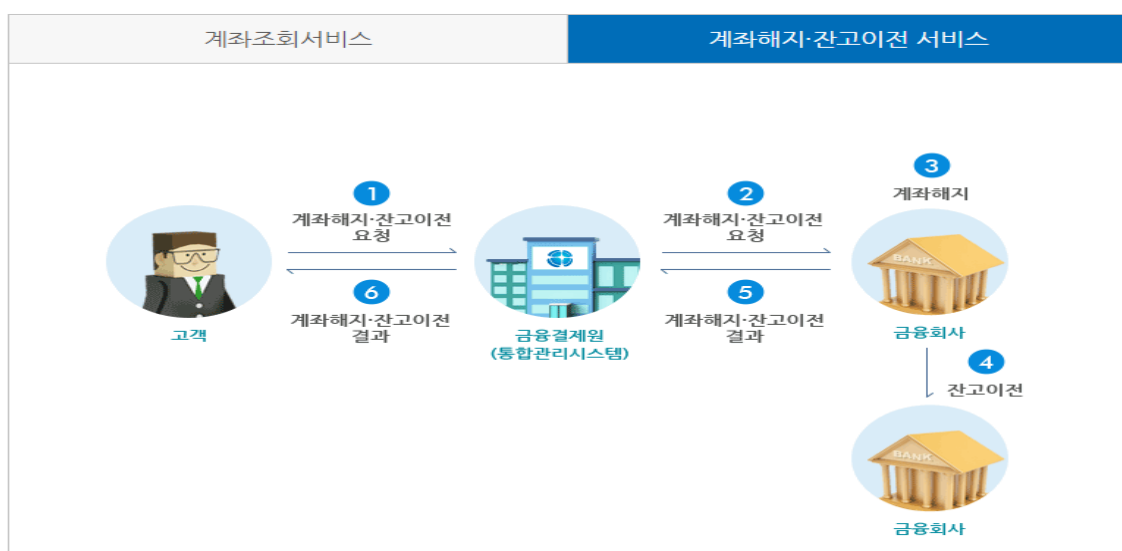 계좌조회서비스
계좌해지·잔고이전 서비스
1
계좌해지·잔고이전
요청
2
계좌해지·잔고이전
요청
3
계좌해지
BANK
6
계좌해지·잔고이전
결과
5
계좌해지·잔고이전
결과
고객
금융결제원
(통합관리시스템)
금융회사
4
잔고이전
BANK
금융회사